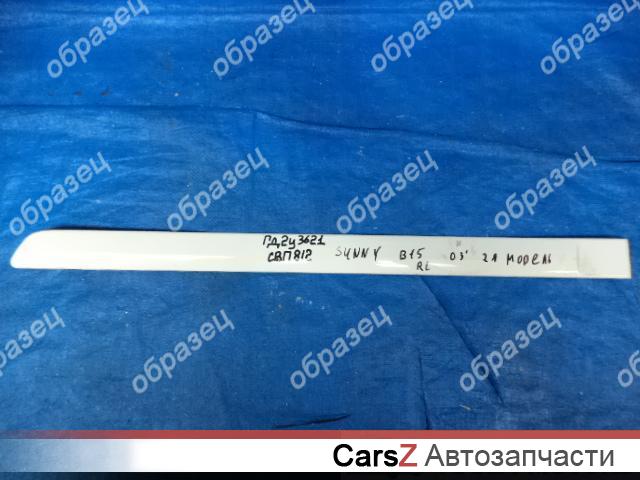 образец образец образец образец
образец образец образец
ГД2у3621
СВП812
SUNNY B15 03' 2Я МОДЕЛЬ
RL
образец образец образец
образец образец образец
CarsZ Автозапчасти